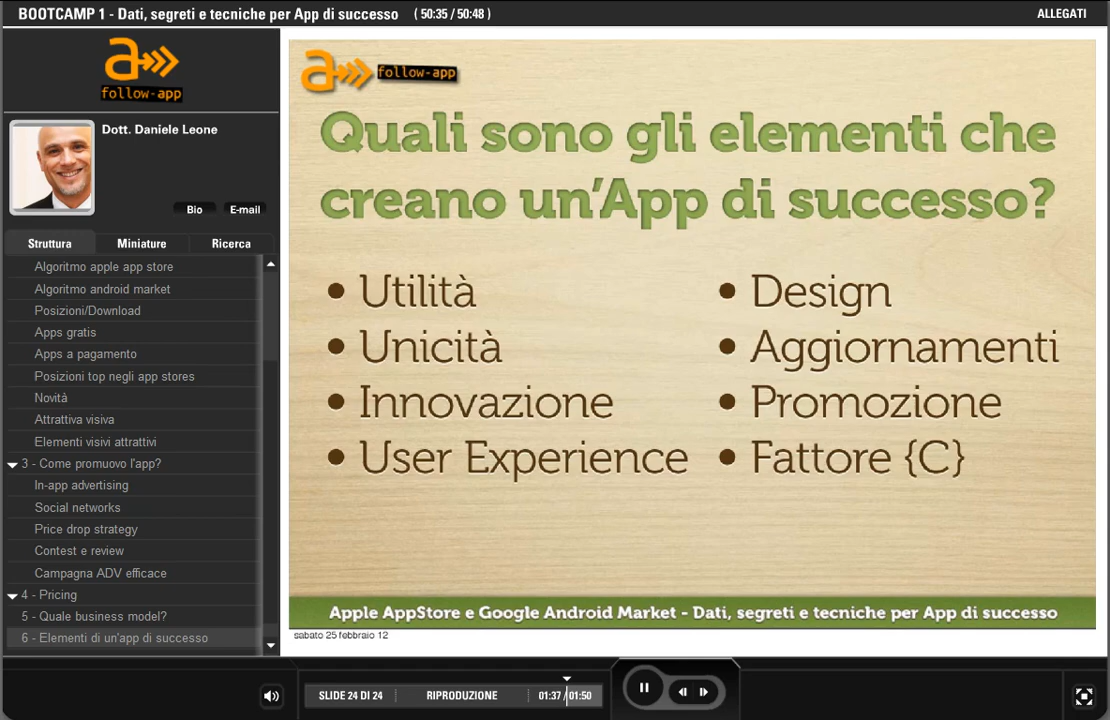 BOOTCAMP 1 - Dati, segreti e tecniche per App di successo ( 50:35 / 50:48 )
ALLEGATI
a
follow-app
Dott. Daniele Leone
Bio E-mail
Struttura Miniature Ricerca
Algoritmo apple app store
Algoritmo android market
Posizioni/Download
Apps gratis
Apps a pagamento
Posizioni top negli app stores
Novità
Attrattiva visiva
Elementi visivi attrattivi
3 - Come promuovo l'app?
In-app advertising
Social networks
Price drop strategy
Contest e review
Campagna ADV efficace
4 - Pricing
5 - Quale business model?
6 - Elementi di un'app di successo
a follow-app
Quali sono gli elementi che
creano un'App di successo?
• Utilità
• Unicità
• Innovazione
• User Experience
• Design
• Aggiornamenti
• Promozione
• Fattore {C}
Apple AppStore e Google Android Market - Dati, segreti e tecniche per App di successo
sabato 25 febbraio 12
SLIDE 24 DI 24 RIPRODUZIONE 01:37 / 01:50